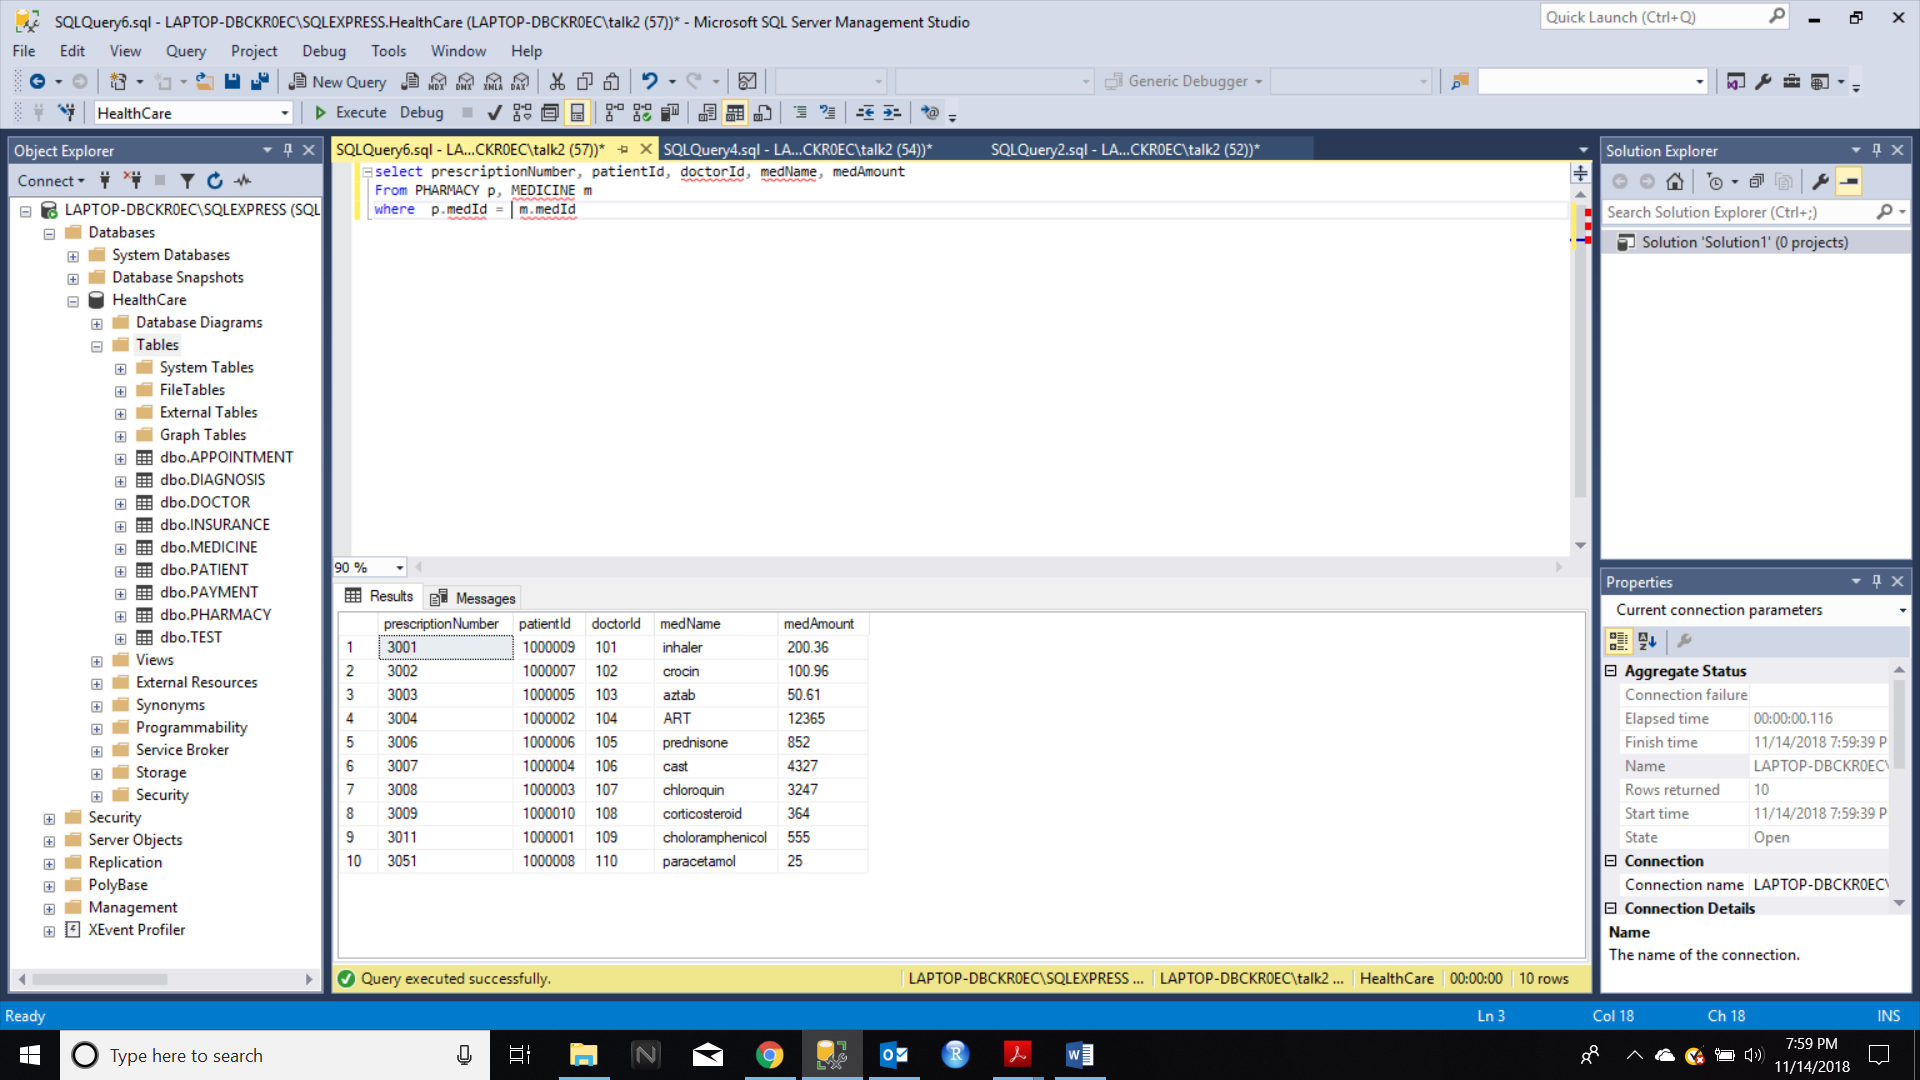 SQLQuery6.sql - LAPTOP-DBCKR0EC\SQLEXPRESS.HealthCare (LAPTOP-DBCKR0EC\talk2 (57))* - Microsoft SQL Server Management Studio
Quick Launch (Ctrl+Q)
File Edit View Query Project Debug Tools Window Help
New Query MDX DMX XMLA DAX Generic Debugger
HealthCare Execute Debug
Object Explorer
Connect
LAPTOP-DBCKR0EC\SQLEXPRESS (SQL
Databases
System Databases
Database Snapshots
HealthCare
Database Diagrams
Tables
System Tables
FileTables
External Tables
Graph Tables
dbo.APPOINTMENT
dbo.DIAGNOSIS
dbo.DOCTOR
dbo.INSURANCE
dbo.MEDICINE
dbo.PATIENT
dbo.PAYMENT
dbo.PHARMACY
dbo.TEST
Views
External Resources
Synonyms
Programmability
Service Broker
Storage
Security
Security
Server Objects
Replication
PolyBase
Management
XEvent Profiler
SQLQuery6.sql - LA...CKR0EC\talk2 (57))* SQLQuery4.sql - LA...CKR0EC\talk2 (54))* SQLQuery2.sql - LA...CKR0EC\talk2 (52))*
select prescriptionNumber, patientId, doctorId, medName, medAmount
From PHARMACY p, MEDICINE m
where p.medId = m.medId
90 %
Results Messages
prescriptionNumber patientId doctorId medName medAmount
1 3001 1000009 101 inhaler 200.36
2 3002 1000007 102 crocin 100.96
3 3003 1000005 103 aztab 50.61
4 3004 1000002 104 ART 12365
5 3006 1000006 105 prednisone 852
6 3007 1000004 106 cast 4327
7 3008 1000003 107 chloroquin 3247
8 3009 1000010 108 corticosteroid 364
9 3011 1000001 109 choloramphenicol 555
10 3051 1000008 110 paracetamol 25
Query executed successfully. LAPTOP-DBCKR0EC\SQLEXPRESS ... LAPTOP-DBCKR0EC\talk2 ... HealthCare 00:00:00 10 rows
Solution Explorer
Search Solution Explorer (Ctrl+;)
Solution 'Solution1' (0 projects)
Properties
Current connection parameters
Aggregate Status
Connection failure
Elapsed time 00:00:00.116
Finish time 11/14/2018 7:59:39 P
Name LAPTOP-DBCKR0EC\
Rows returned 10
Start time 11/14/2018 7:59:39 P
State Open
Connection
Connection name LAPTOP-DBCKR0EC\
Connection Details
Name
The name of the connection.
Ready Ln 3 Col 18 Ch 18 INS
Type here to search
7:59 PM
11/14/2018